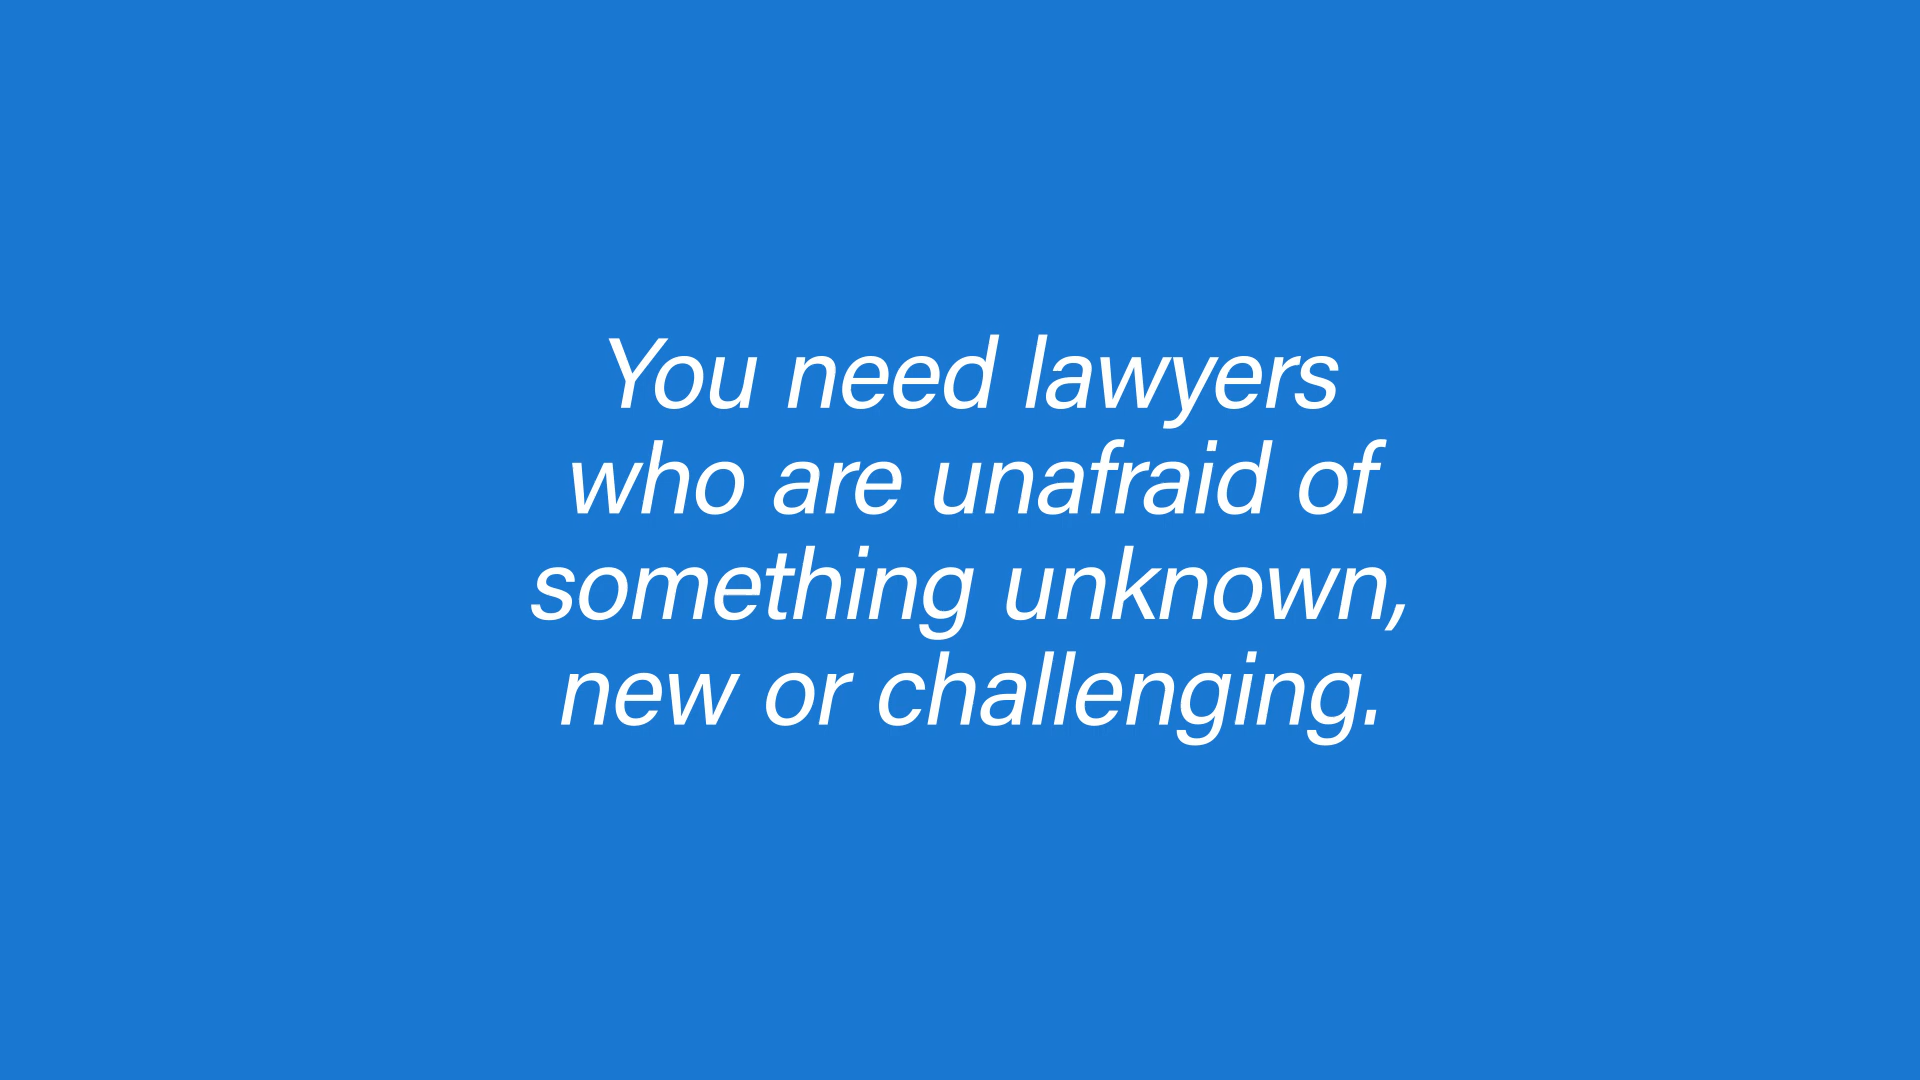 You need lawyers
who are unafraid of
something unknown,
new or challenging.